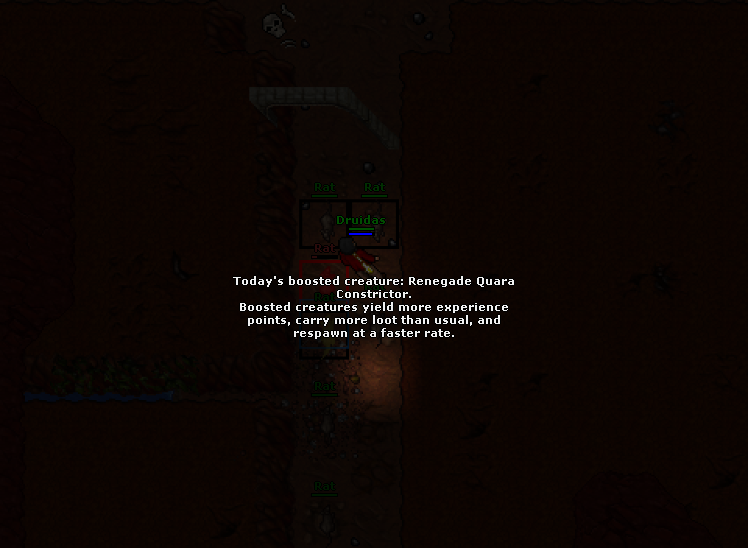 Rat Rat
Druidas
Rat
Today's boosted creature: Renegade Quara
Constrictor.
Boosted creatures yield more experience
points, carry more loot than usual, and
respawn at a faster rate.
Rat
Rat